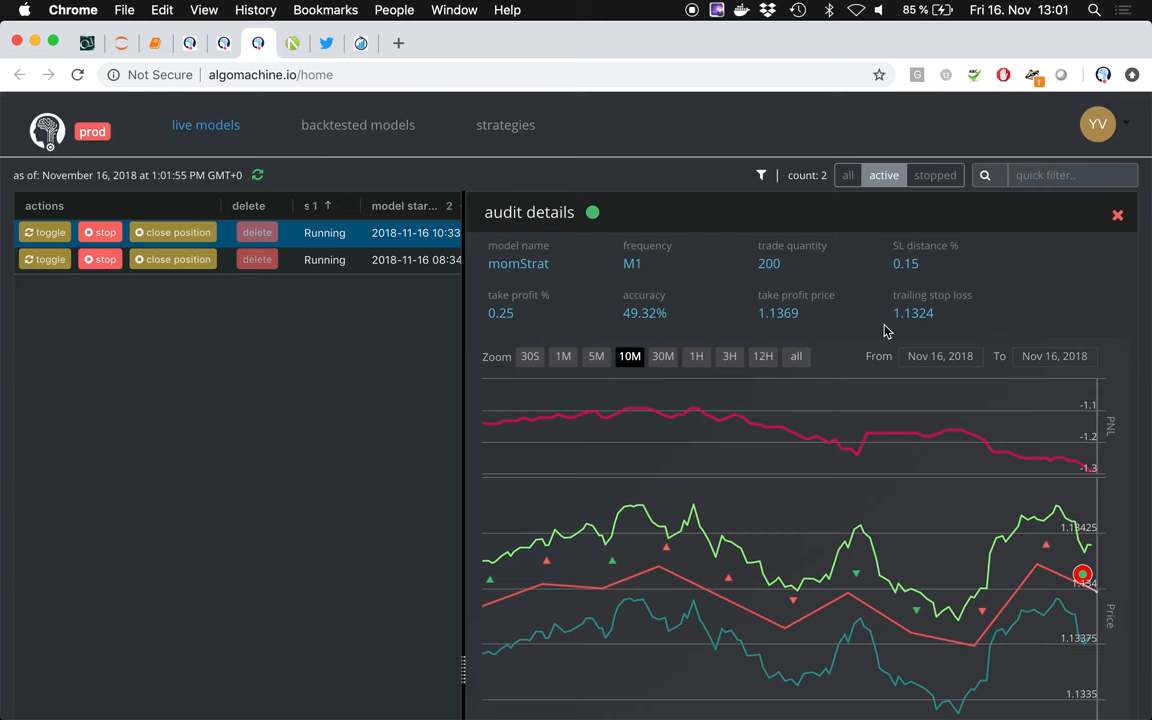 Chrome File Edit View History Bookmarks People Window Help 85 % Fri 16. Nov 13:01
Not Secure algomachine.io/home
prod live models backtested models strategies YV
as of: November 16, 2018 at 1:01:55 PM GMT+0 count: 2 all active stopped quick filter..
actions delete s 1 model star... 2
toggle stop close position delete Running 2018-11-16 10:33
toggle stop close position delete Running 2018-11-16 08:34
audit details
model name frequency trade quantity SL distance %
momStrat M1 200 0.15
take profit % accuracy take profit price trailing stop loss
0.25 49.32% 1.1369 1.1324
Zoom 30S 1M 5M 10M 30M 1H 3H 12H all From Nov 16, 2018 To Nov 16, 2018
-1.1
PNL
-1.2
-1.3
1.13425
1.134
Price
1.13375
1.1335